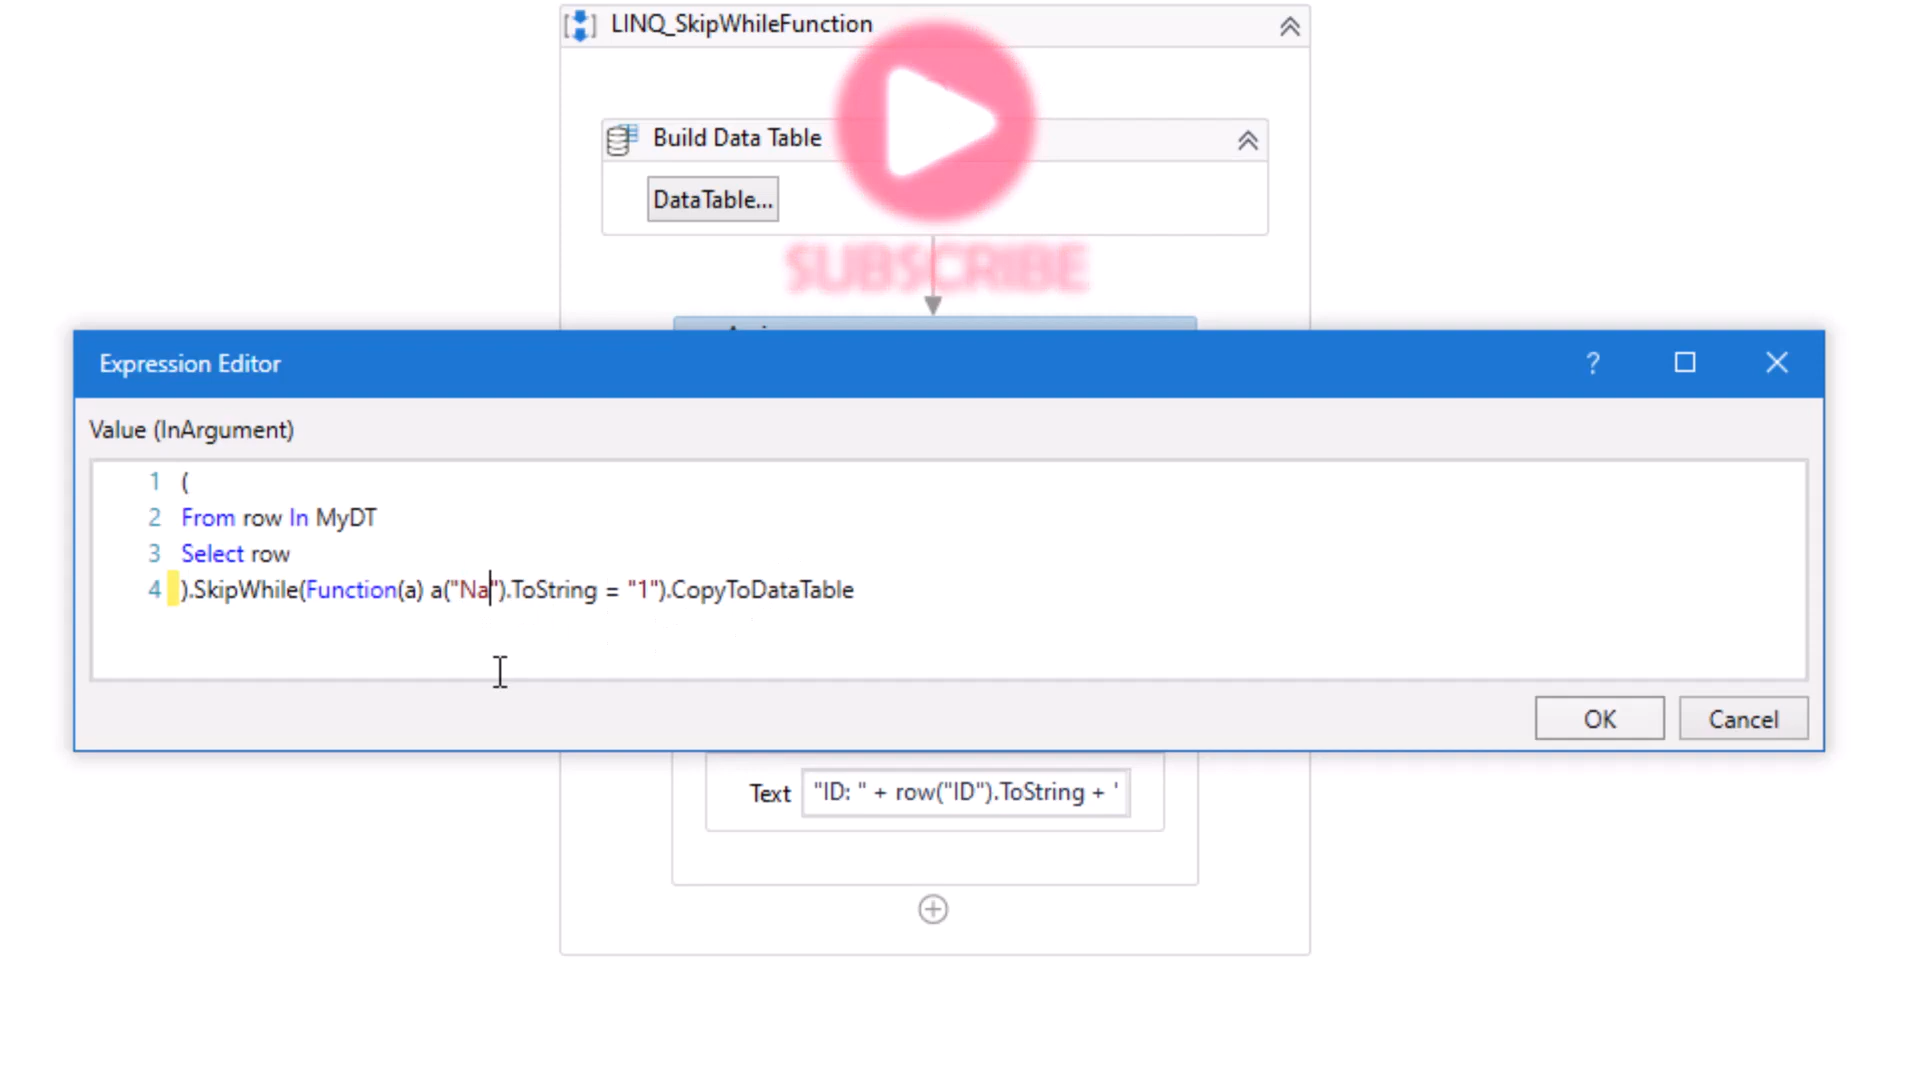 LINQ_SkipWhileFunction
Build Data Table
DataTable...
SUBSCRIBE
Expression Editor
?
Value (InArgument)
1 (
2 From row In MyDT
3 Select row
4 ).SkipWhile(Function(a) a("Na").ToString = "1").CopyToDataTable
OK
Cancel
Text "ID: " + row("ID").ToString + '